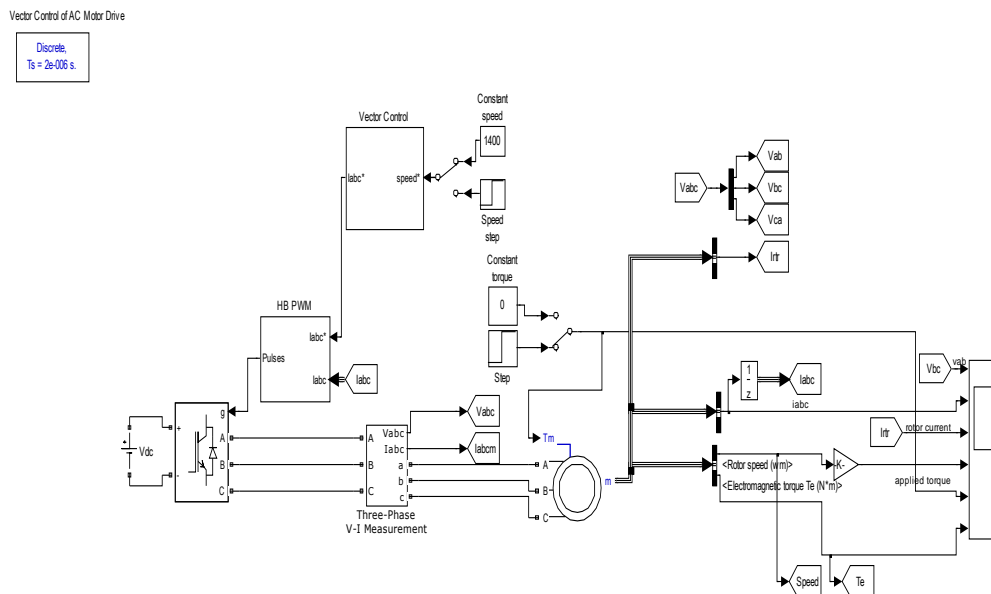 Vector Control of AC Motor Drive
Discrete,
Ts = 2e-006 s.
Vector Control
Iabc*
speed*
Constant
speed
1400
Speed
step
Vabc
Vab
Vbc
Vca
Irtr
Constant
torque
0
Step
HB PWM
Iabc*
Pulses
Iabc
Iabc
g
+
-
A
B
C
+
-
Vdc
A
B
C
Vabc
Iabc
a
b
c
Three-Phase
V-I Measurement
Vabc
Iabcm
Tm
A
B
C
m
1
-
z
Iabc
iabc
Vbc
vab
Irtr
rotor current
<Rotor speed (wm)>
-K-
<Electromagnetic torque Te (N*m)>
applied torque
Speed
Te